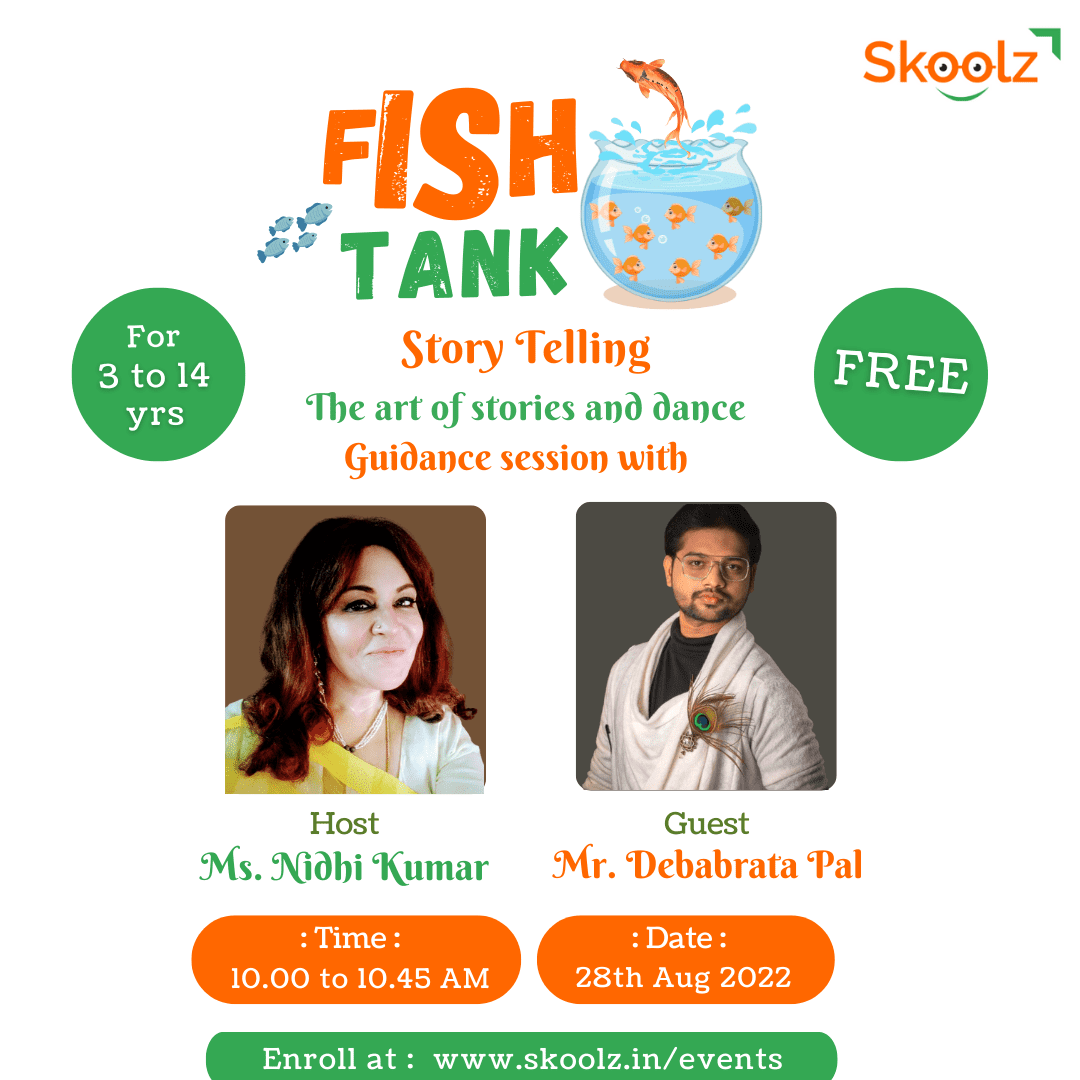 Skoolz
FISH
TANK
For
3 to 14
yrs
FREE
Story Telling
The art of stories and dance
Guidance session with
Host
Ms. Nidhi Kumar
Guest
Mr. Debabrata Pal
: Time :
10.00 to 10.45 AM
: Date :
28th Aug 2022
Enroll at : www.skoolz.in/events